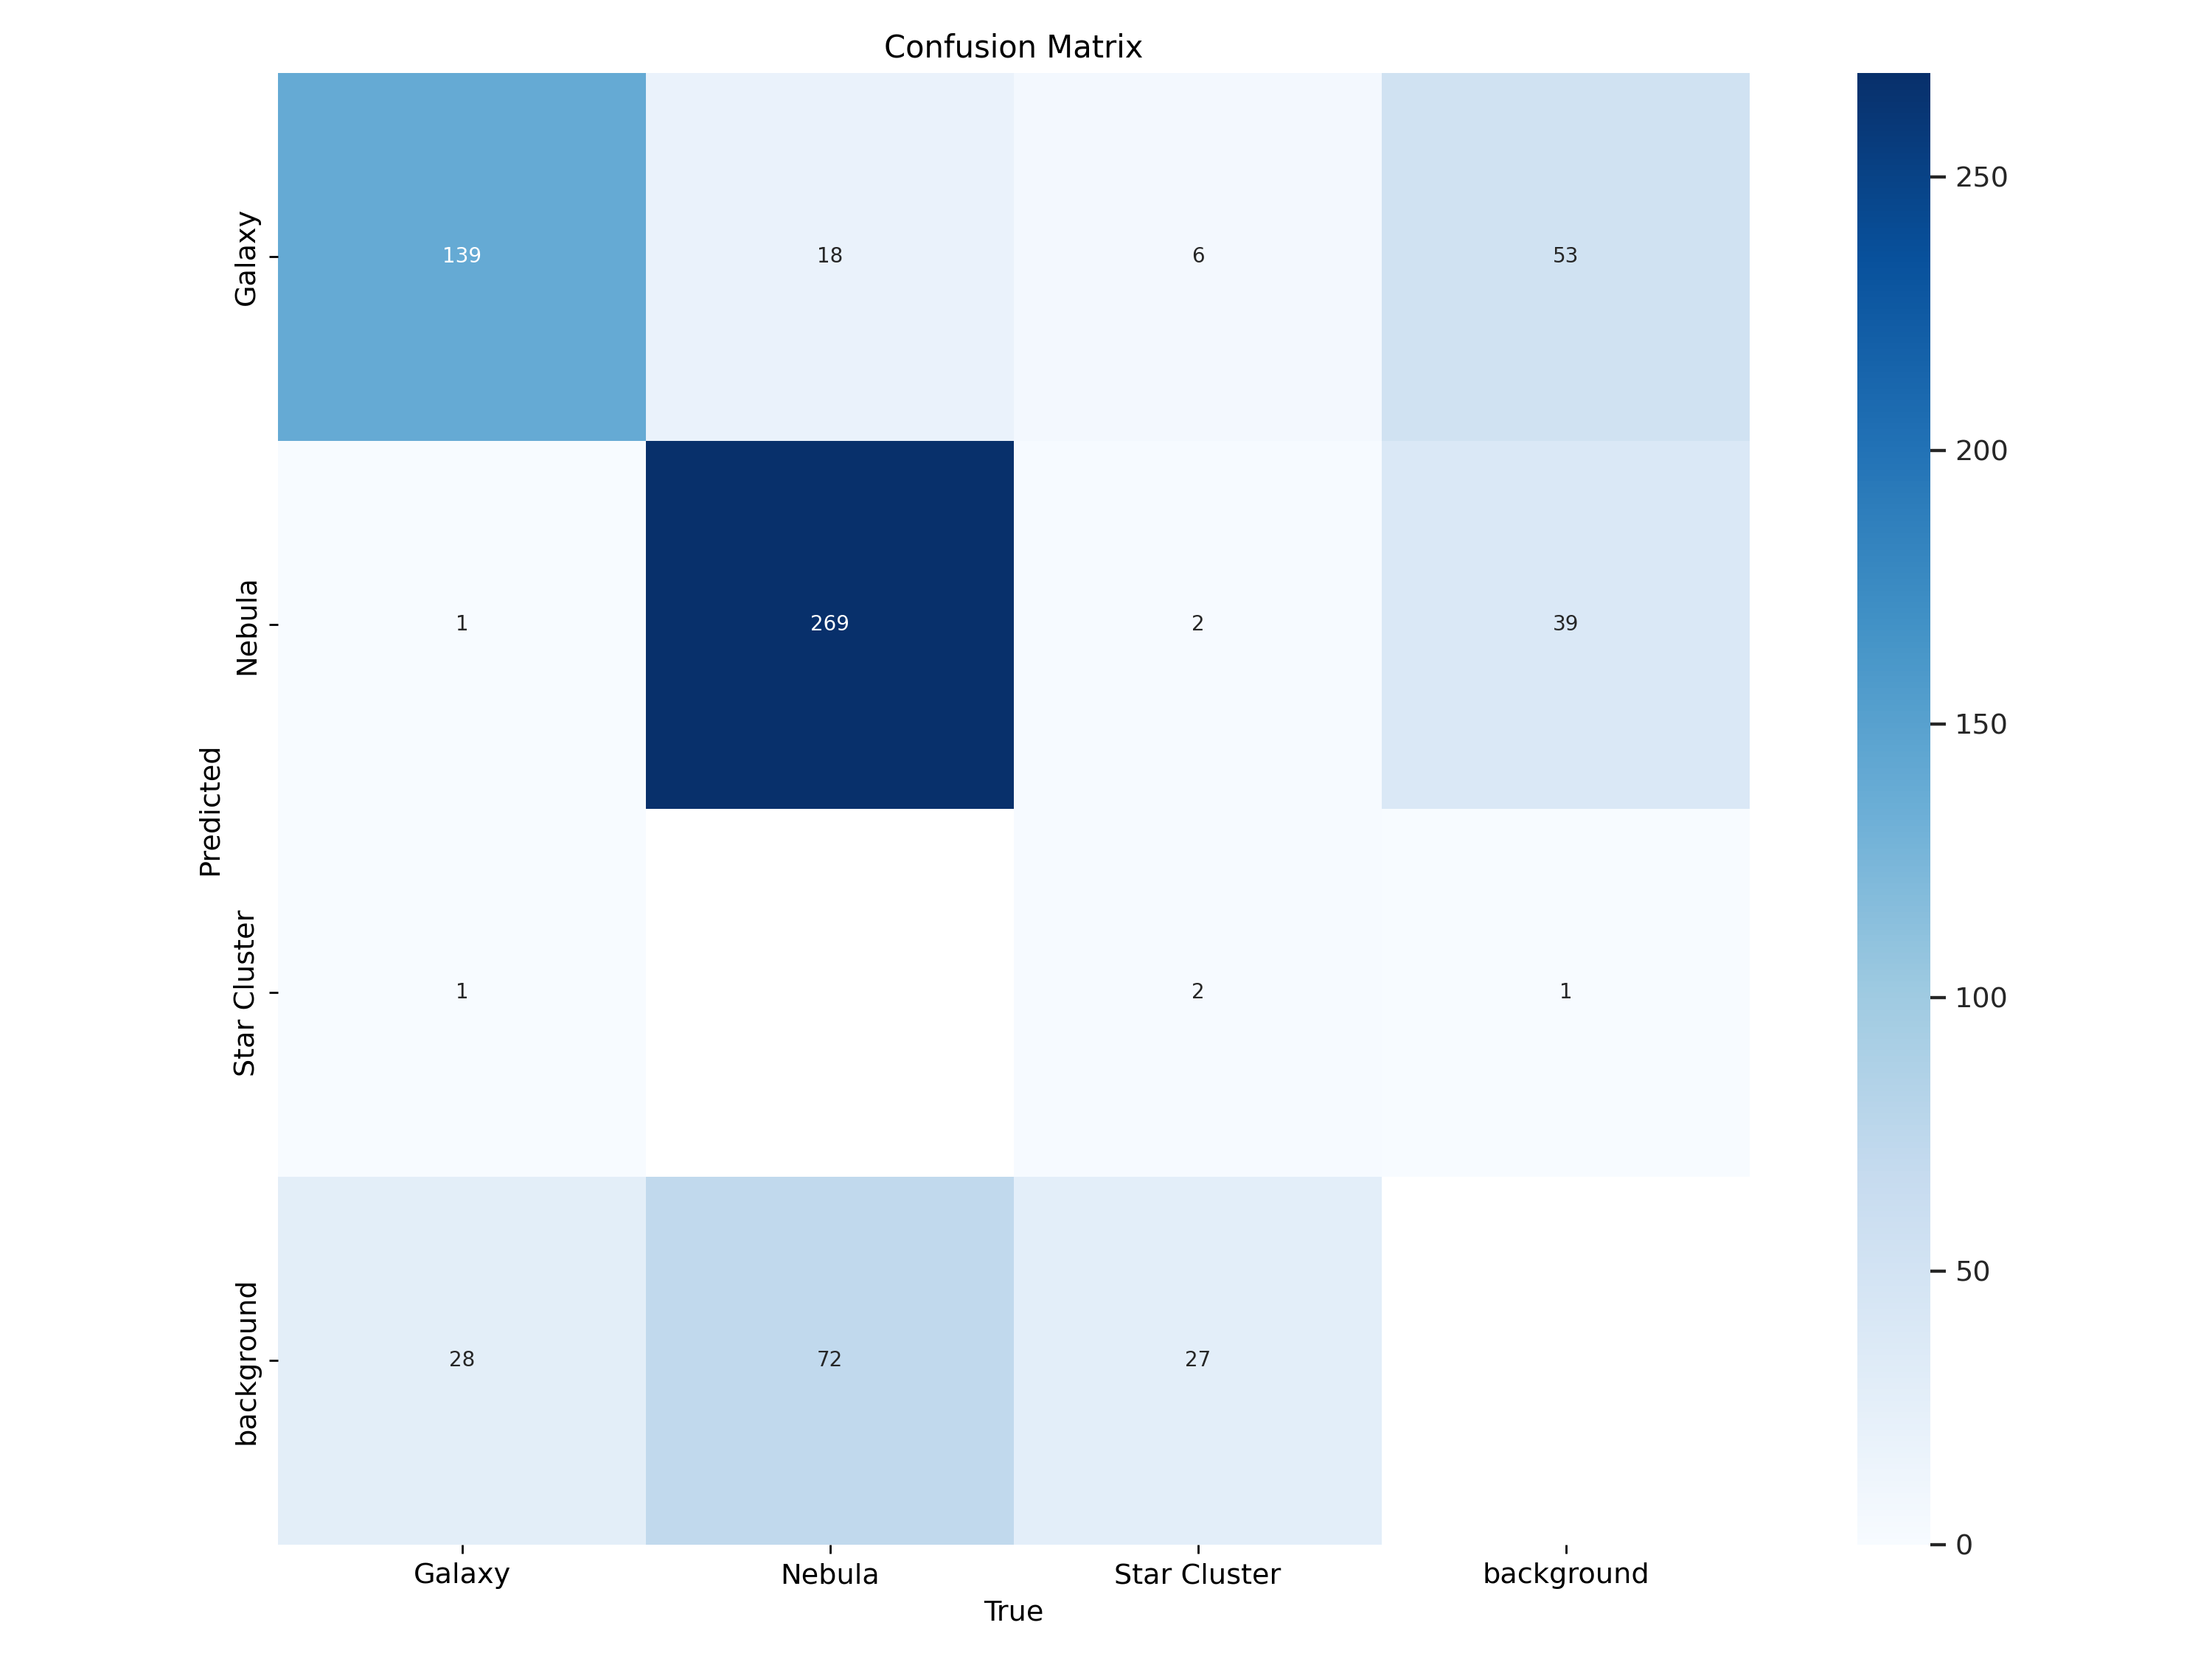 Confusion Matrix
Galaxy
139
18
6
53
250
200
Nebula
1
269
2
39
150
Predicted
Star Cluster
1
2
1
100
background
28
72
27
50
0
Galaxy
Nebula
Star Cluster
background
True